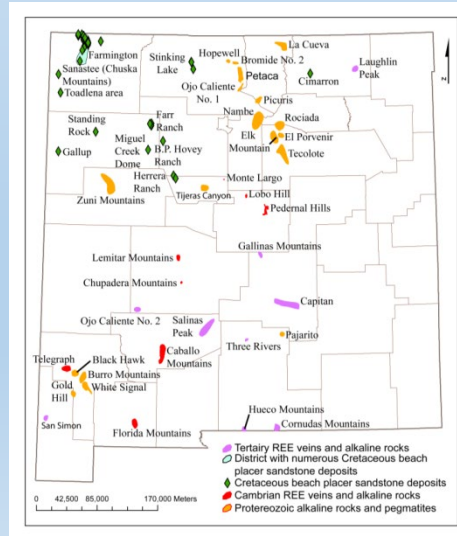 La Cueva
Stinking
Lake
Hopewell
Bromide No. 2
Farmington
Petaca
Laughlin
Peak
Sanastee (Chuska
Mountains)
Cimarron
Toadlena area
Ojo Caliente
No. 1
Picuris
Standing
Rock
Farr
Ranch
Nambe
Rociada
Miguel
Creek
Dome
Elk
Mountain
El Porvenir
Gallup
B.P. Hovey
Ranch
Tecolote
Herrera
Ranch
Monte Largo
Zuni Mountains
Tijeras Canyon
Lobo Hill
Pedernal Hills
Gallinas Mountains
Lemitar Mountains
Chupadera Mountains
Capitan
Ojo Caliente No. 2
Salinas
Peak
Three Rivers
Pajarito
Telegraph
Black Hawk
Caballo
Mountains
Burro Mountains
Gold
Hill
White Signal
San Simon
Florida Mountains
Hueco Mountains
Cornudas Mountains
Tertairy REE veins and alkaline rocks
District with numerous Cretaceous beach
placer sandstone deposits
Cretaceous beach placer sandstone deposits
Cambrian REE veins and alkaline rocks
Protereozoic alkaline rocks and pegmatites
0 42,500 85,000 170,000 Meters
N